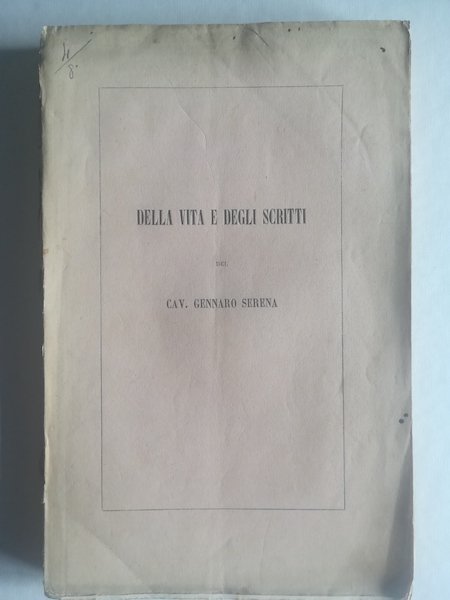 DELLA VITA E DEGLI SCRITTI
DEL
CAV. GENNARO SERENA